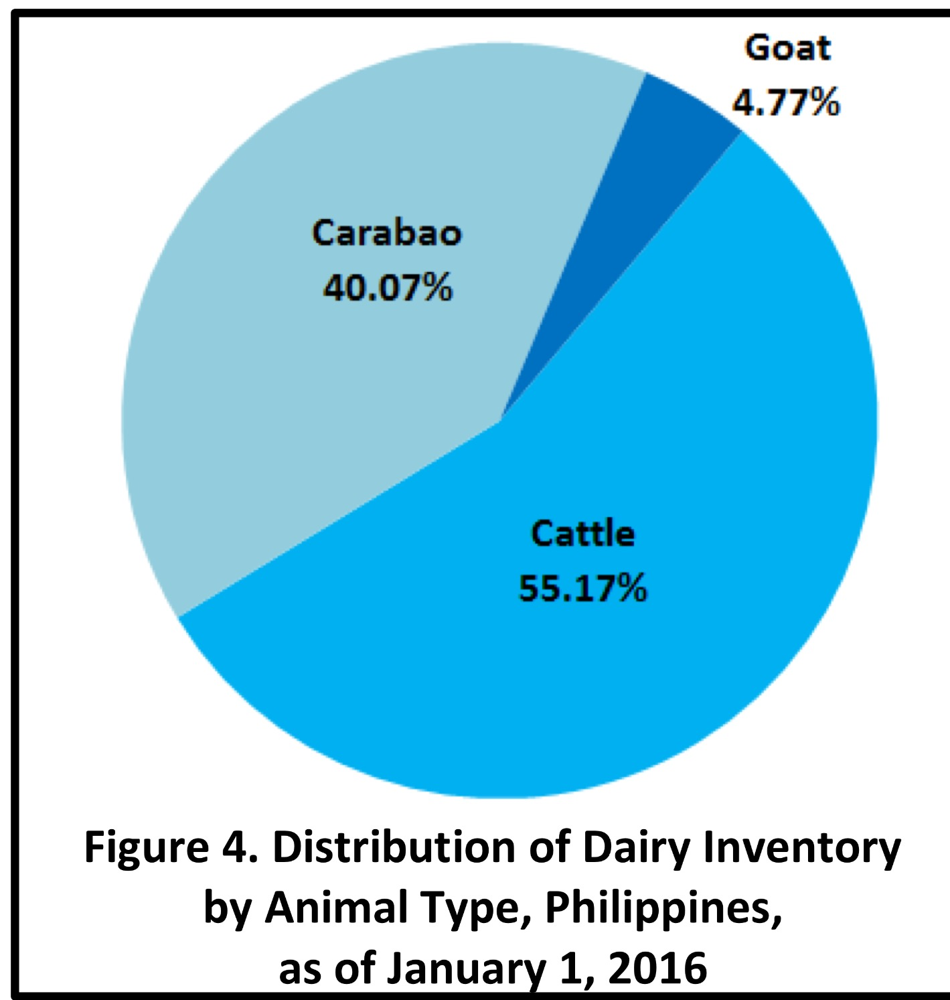 Goat
4.77%
Carabao
40.07%
Cattle
55.17%
Figure 4. Distribution of Dairy Inventory
by Animal Type, Philippines,
as of January 1, 2016